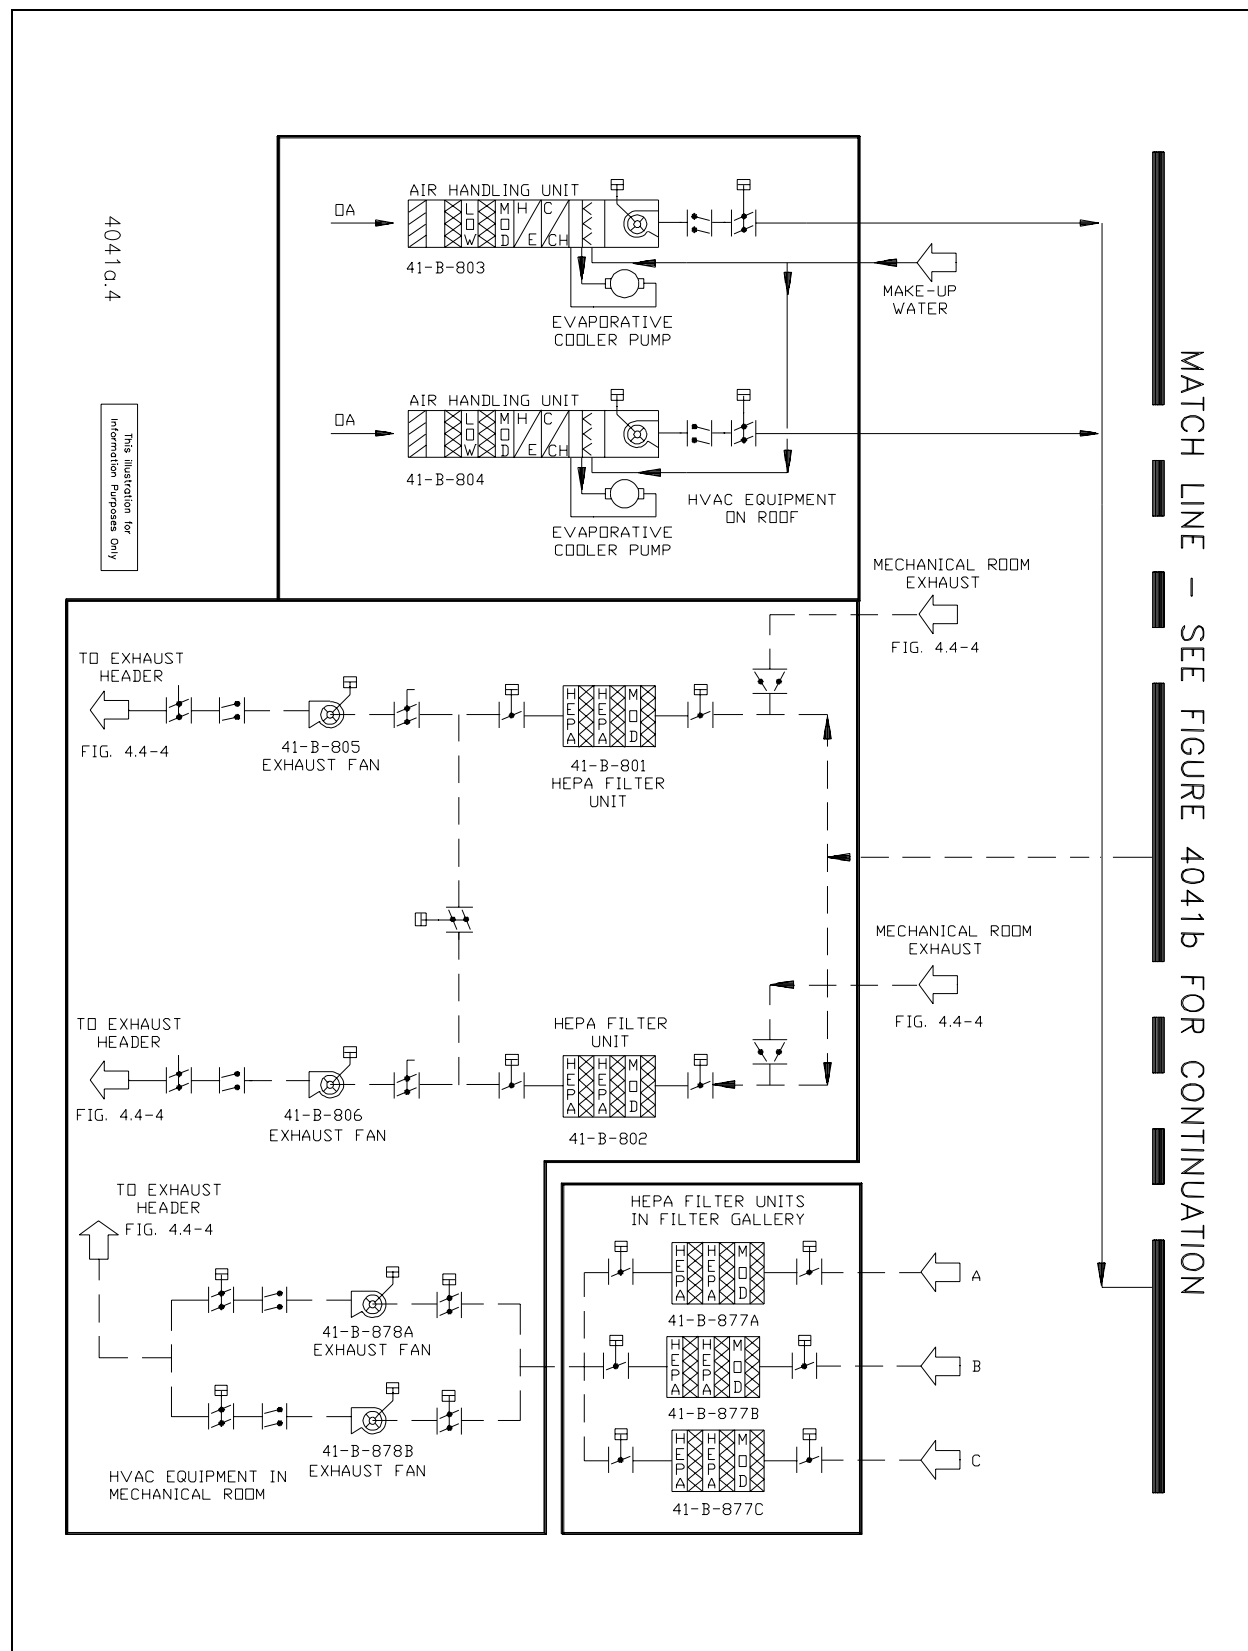 AIR HANDLING UNIT
OA
L O W
M O D
H E
C CH
41-B-803
EVAPORATIVE
COOLER PUMP
MAKE-UP
WATER
AIR HANDLING UNIT
OA
L O W
M O D
H E
C CH
41-B-804
EVAPORATIVE
COOLER PUMP
HVAC EQUIPMENT
ON ROOF
4041a.4
This illustration for
Information Purposes Only
MATCH LINE - SEE FIGURE 4041b FOR CONTINUATION
MECHANICAL ROOM
EXHAUST
FIG. 4.4-4
TO EXHAUST
HEADER
FIG. 4.4-4
41-B-805
EXHAUST FAN
HEPA
HEPA
MOD
41-B-801
HEPA FILTER
UNIT
MECHANICAL ROOM
EXHAUST
FIG. 4.4-4
TO EXHAUST
HEADER
FIG. 4.4-4
41-B-806
EXHAUST FAN
HEPA FILTER
UNIT
HEPA
HEPA
MOD
41-B-802
TO EXHAUST
HEADER
FIG. 4.4-4
41-B-878A
EXHAUST FAN
41-B-878B
EXHAUST FAN
HVAC EQUIPMENT IN
MECHANICAL ROOM
HEPA FILTER UNITS
IN FILTER GALLERY
HEPA
HEPA
MOD
41-B-877A
A
HEPA
HEPA
MOD
41-B-877B
B
HEPA
HEPA
MOD
41-B-877C
C